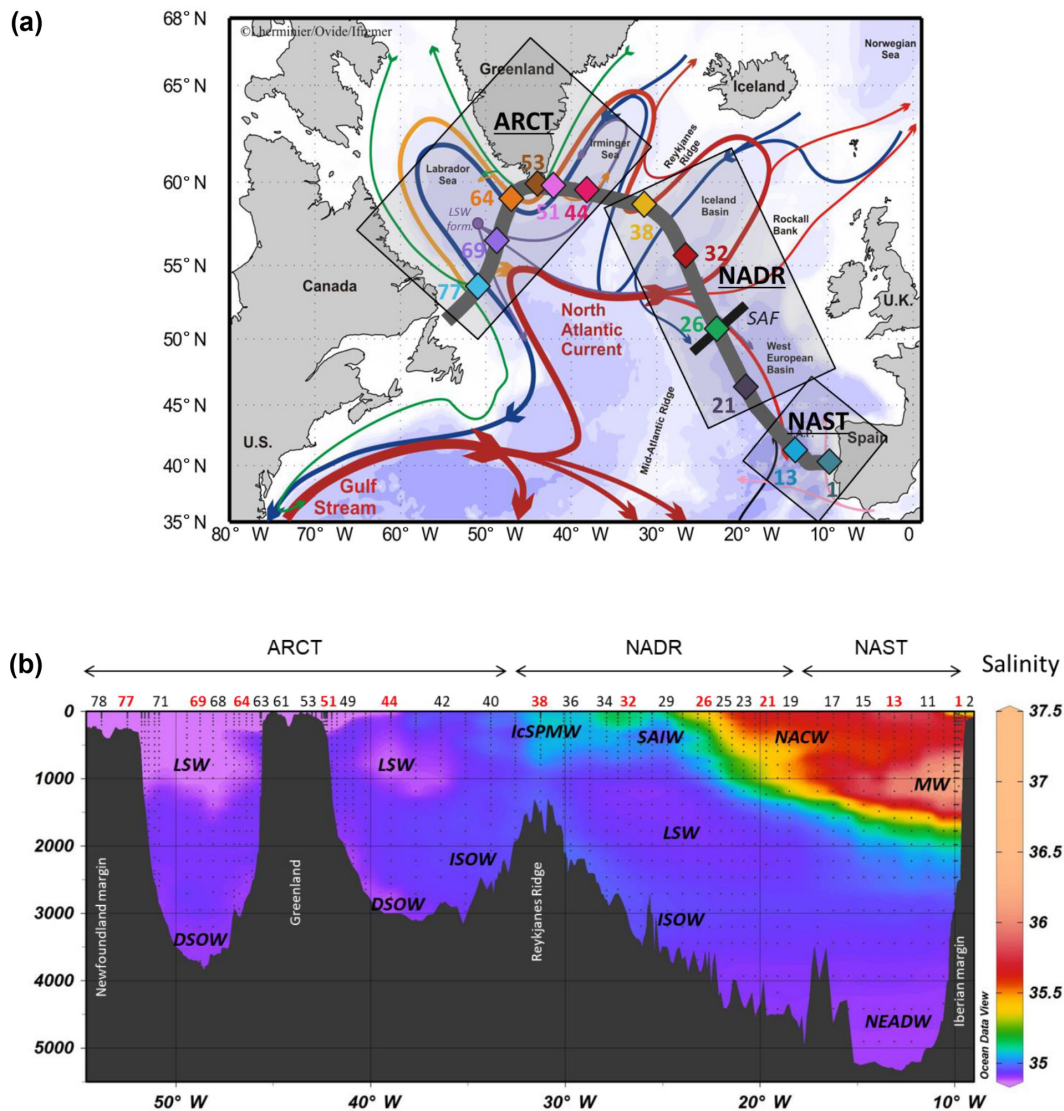 (a)
68° N
65° N
60° N
55° N
50° N
45° N
40° N
35° N
©Lherminier/Ovide/Ifremer
Greenland
Norwegian
Sea
Iceland
ARCT
Irminger
Sea
Reykjanes
Ridge
Labrador
Sea
53
64
51
44
LSW
form.
69
38
Iceland
Basin
Rockall
Bank
32
NADR
Canada
77
North
Atlantic
Current
26
SAF
U.K.
West
European
Basin
21
Mid-Atlantic Ridge
NAST
A.P.
Spain
U.S.
13
1
Gulf
Stream
80° W 70° W 60° W 50° W 40° W 30° W 20° W 10° W 0
(b)
ARCT NADR NAST Salinity
78 77 71 69 68 64 63 61 53 51 49 44 42 40 38 36 34 32 29 26 25 23 21 19 17 15 13 11 1 2
0
1000
2000
3000
4000
5000
IcSPMW SAIW NACW
LSW LSW MW
LSW
ISOW
DSOW
ISOW
DSOW
NEADW
Newfoundland margin
Greenland
Reykjanes Ridge
Iberian margin
Ocean Data View
37.5
37
36.5
36
35.5
35
50°W 40°W 30°W 20°W 10°W